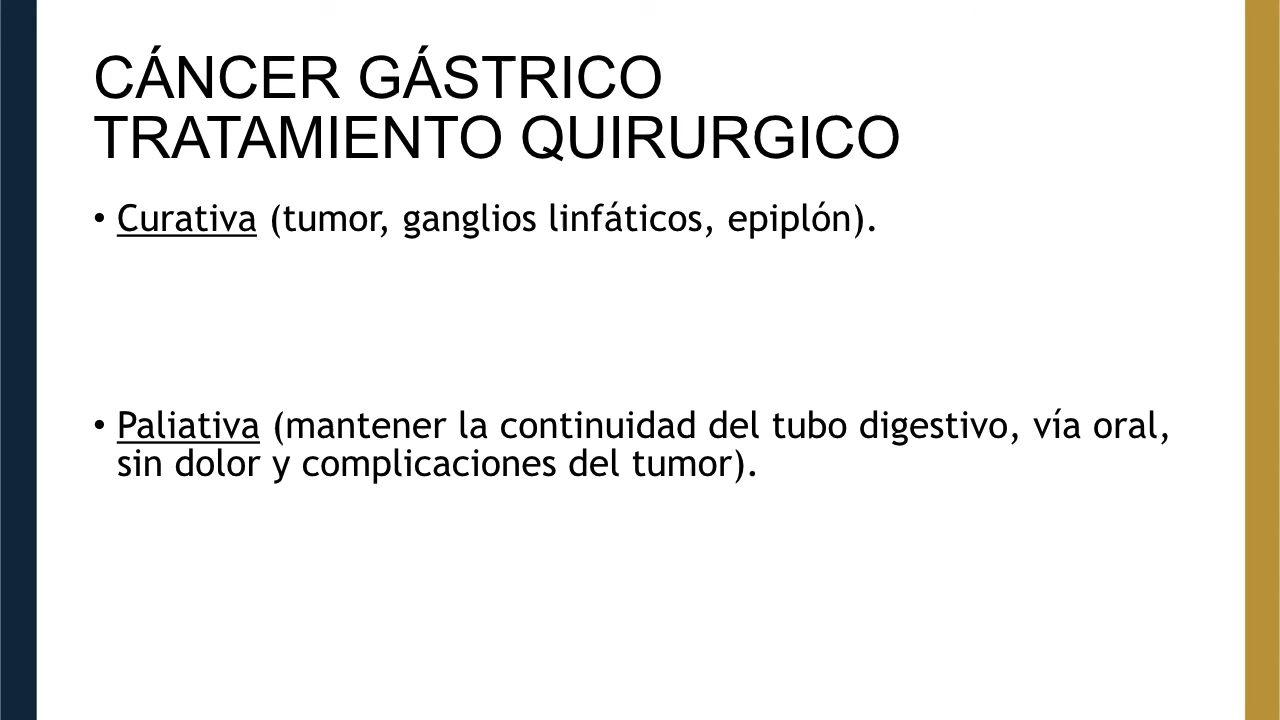 CÁNCER GÁSTRICO
TRATAMIENTO QUIRURGICO
• Curativa (tumor, ganglios linfáticos, epiplón).
• Paliativa (mantener la continuidad del tubo digestivo, vía oral,
sin dolor y complicaciones del tumor).